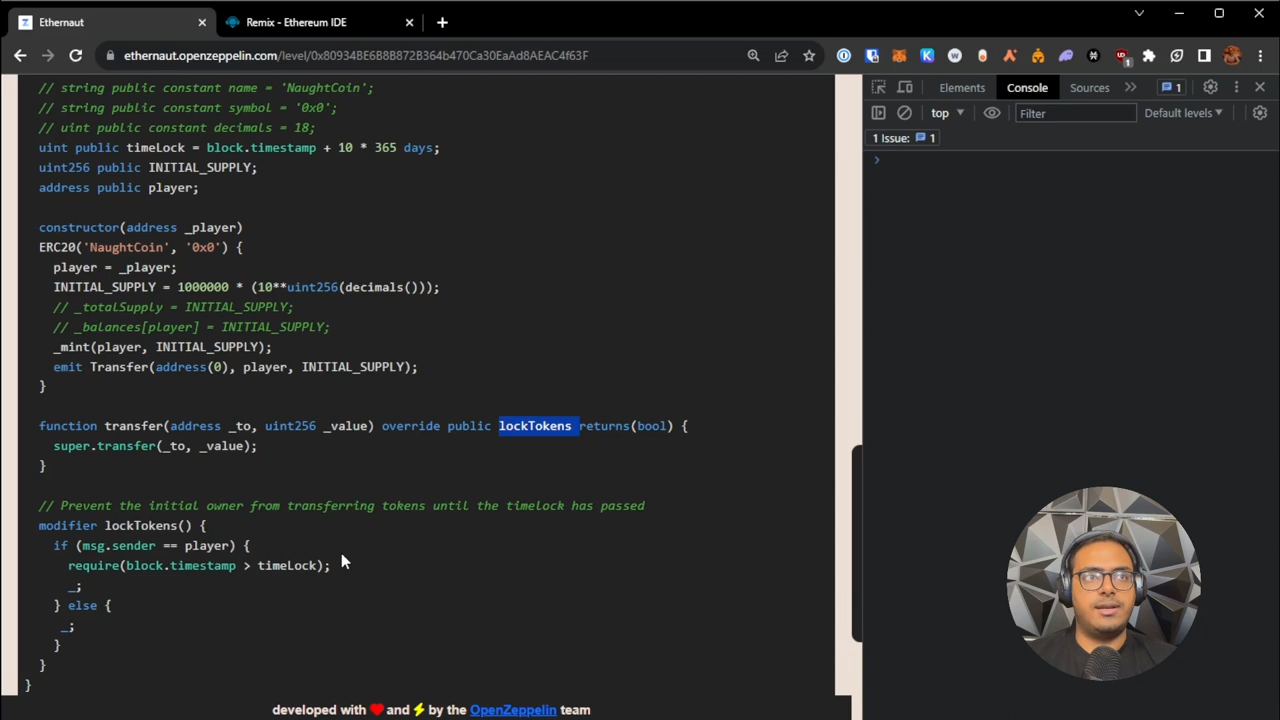 Ethernaut
Remix - Ethereum IDE
ethernaut.openzeppelin.com/level/0x80934BE6B8B872B364b470Ca30EaAd8AEAC4f63F
// string public constant name = 'NaughtCoin';
// string public constant symbol = '0x0';
// uint public constant decimals = 18;
uint public timeLock = block.timestamp + 10 * 365 days;
uint256 public INITIAL_SUPPLY;
address public player;
constructor(address _player)
ERC20('NaughtCoin', '0x0') {
player = _player;
INITIAL_SUPPLY = 1000000 * (10**uint256(decimals()));
// _totalSupply = INITIAL_SUPPLY;
// _balances[player] = INITIAL_SUPPLY;
_mint(player, INITIAL_SUPPLY);
emit Transfer(address(0), player, INITIAL_SUPPLY);
}
function transfer(address _to, uint256 _value) override public lockTokens returns(bool) {
super.transfer(_to, _value);
}
// Prevent the initial owner from transferring tokens until the timelock has passed
modifier lockTokens() {
if (msg.sender == player) {
require(block.timestamp > timeLock);
_;
} else {
_;
}
}
}
developed with and by the OpenZeppelin team
Elements Console Sources 1
top Filter Default levels
1 Issue: 1